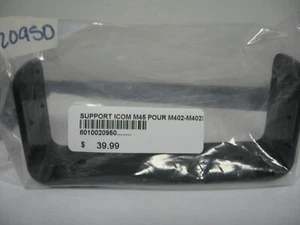 20950
SUPPORT ICOM M45 POUR M402-M402
8010020950........
$ 39.99